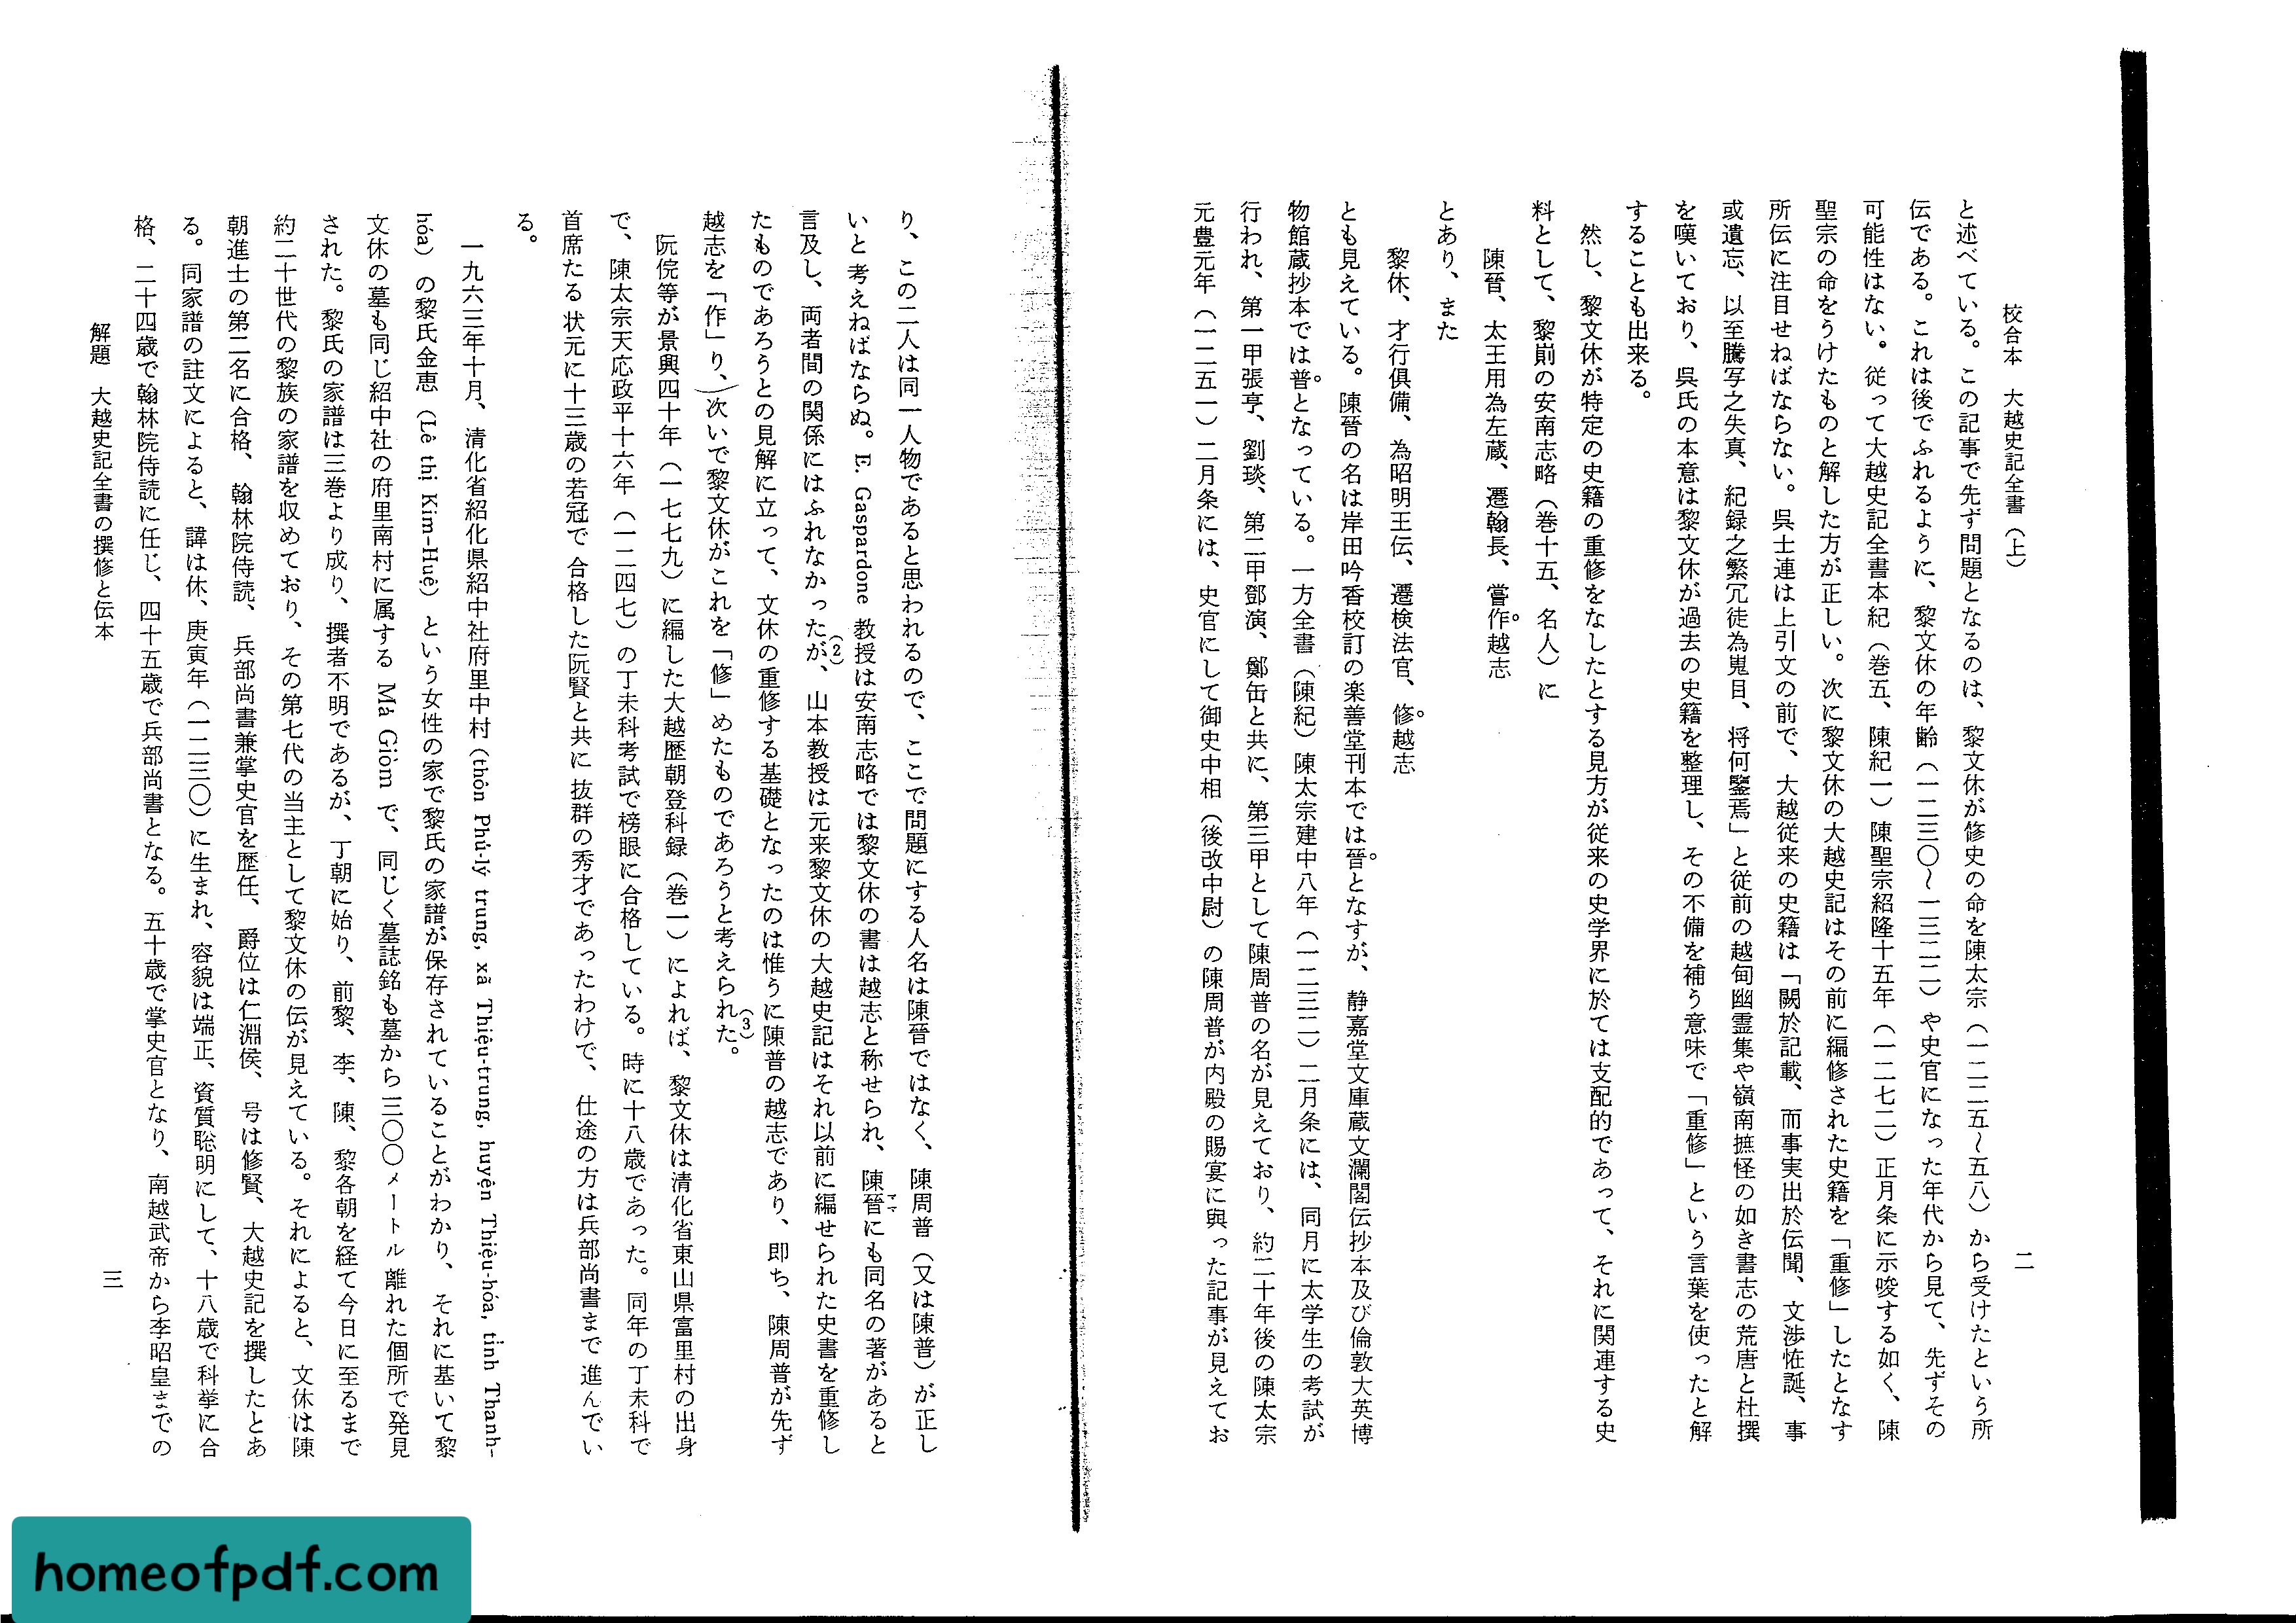 校合本　大越史記全書（上）
二
と述べている。この記事で先ず問題となるのは、黎文休が修史の命を陳太宗（一二二五～五八）から受けたという所
伝である。これは後でふれるように、黎文休の年齢（一二三〇～一三二二）や史官になった年代から見て、先ずその
可能性はない。従って大越史記全書本紀（巻五、陳紀一）陳聖宗紹隆十五年（一二七二）正月条に示唆する如く、陳
聖宗の命をうけたものと解した方が正しい。次に黎文休の大越史記はその前に編修された史籍を「重修」したとなす
所伝に注目せねばならない。呉士連は上引文の前で、大越従来の史籍は「闕於記載、而事実出於伝聞、文渉恠誕、事
或遺忘、以至騰写之失真、紀録之繁冗徒為嵬目、将何鑒焉」と従前の越甸幽霊集や嶺南摭怪の如き書志の荒唐と杜撰
を嘆いており、呉氏の本意は黎文休が過去の史籍を整理し、その不備を補う意味で「重修」という言葉を使ったと解
することも出来る。
然し、黎文休が特定の史籍の重修をなしたとする見方が従来の史学界に於ては支配的であって、それに関連する史
料として、黎崱の安南志略（巻十五、名人）に
陳晉、太王用為左蔵、遷翰長、嘗作越志
とあり、また
黎休、才行倶備、為昭明王伝、遷検法官、修越志
とも見えている。陳晉の名は岸田吟香校訂の楽善堂刊本では晉となすが、静嘉堂文庫蔵文瀾閣伝抄本及び倫敦大英博
物館蔵抄本では普となっている。一方全書（陳紀）陳太宗建中八年（一二三二）二月条には、同月に太学生の考試が
行われ、第一甲張亨、劉琰、第二甲鄧演、鄭缶と共に、第三甲として陳周普の名が見えており、約二十年後の陳太宗
元豊元年（一二五一）二月条には、史官にして御史中相（後改中尉）の陳周普が内殿の賜宴に與った記事が見えてお
り、この二人は同一人物であると思われるので、ここで問題にする人名は陳晉ではなく、陳周普（又は陳普）が正し
いと考えねばならぬ。E. Gaspardone 教授は安南志略では黎文休の書は越志と称せられ、陳晉ママにも同名の著があると
言及し、両者間の関係にはふれなかったが、(2)山本教授は元来黎文休の大越史記はそれ以前に編せられた史書を重修し
たものであろうとの見解に立って、文休の重修する基礎となったのは惟うに陳普の越志であり、即ち、陳周普が先ず
越志を「作」り、次いで黎文休がこれを「修」めたものであろうと考えられた。(3)
阮俒等が景興四十年（一七七九）に編した大越歴朝登科録（巻一）によれば、黎文休は清化省東山県富里村の出身
で、陳太宗天応政平十六年（一二四七）の丁未科考試で榜眼に合格している。時に十八歳であった。同年の丁未科で
首席たる状元に十三歳の若冠で合格した阮賢と共に抜群の秀才であったわけで、仕途の方は兵部尚書まで進んでい
る。
一九六三年十月、清化省紹化県紹中社府里中村（thôn Phủ-lý trung, xã Thiệu-trung, huyện Thiệu-hóa, tỉnh Thanh-
hóa）の黎氏金恵（Lê thị Kim-Huệ）という女性の家で黎氏の家譜が保存されていることがわかり、それに基いて黎
文休の墓も同じ紹中社の府里南村に属する Ma Giòm で、同じく墓誌銘も墓から三〇〇メートル離れた個所で発見
された。黎氏の家譜は三巻より成り、撰者不明であるが、丁朝に始り、前黎、李、陳、黎各朝を経て今日に至るまで
約二十世代の黎族の家譜を収めており、その第七代の当主として黎文休の伝が見えている。それによると、文休は陳
朝進士の第二名に合格、翰林院侍読、兵部尚書兼掌史官を歴任、爵位は仁淵侯、号は修賢、大越史記を撰したとあ
る。同家譜の註文によると、諱は休、庚寅年（一二三〇）に生まれ、容貌は端正、資質聡明にして、十八歳で科挙に合
格、二十四歳で翰林院侍読に任じ、四十五歳で兵部尚書となる。五十歳で掌史官となり、南越武帝から李昭皇までの
解題　大越史記全書の撰修と伝本
三
homeofpdf.com